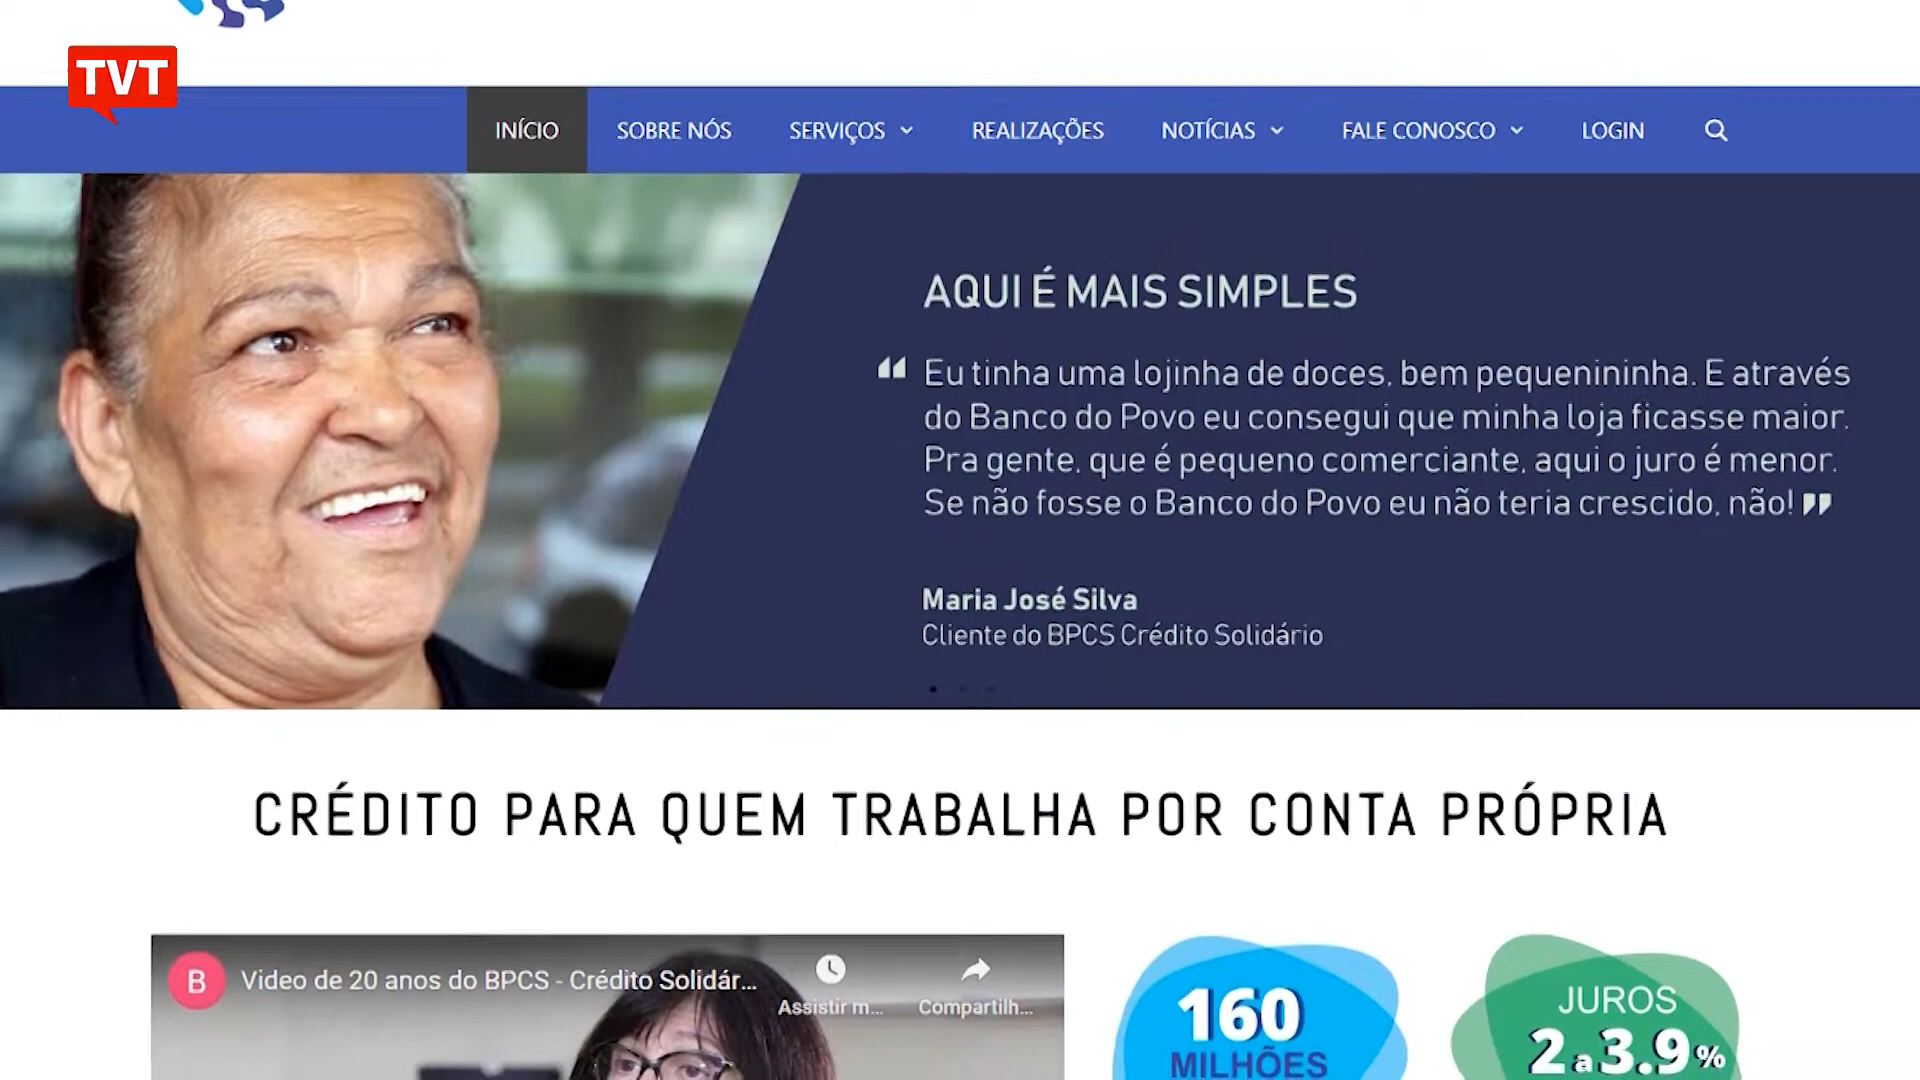 TVT
INÍCIO
SOBRE NÓS
SERVIÇOS
REALIZAÇÕES
NOTÍCIAS
FALE CONOSCO
LOGIN
AQUI É MAIS SIMPLES
“ Eu tinha uma lojinha de doces, bem pequenininha. E através
do Banco do Povo eu consegui que minha loja ficasse maior.
Pra gente, que é pequeno comerciante, aqui o juro é menor.
Se não fosse o Banco do Povo eu não teria crescido, não! ”
Maria José Silva
Cliente do BPCS Crédito Solidário
CRÉDITO PARA QUEM TRABALHA POR CONTA PRÓPRIA
B
Video de 20 anos do BPCS - Crédito Solidár...
Assistir m...
Compartilh...
160
MILHÕES
JUROS
2 a 3.9 %